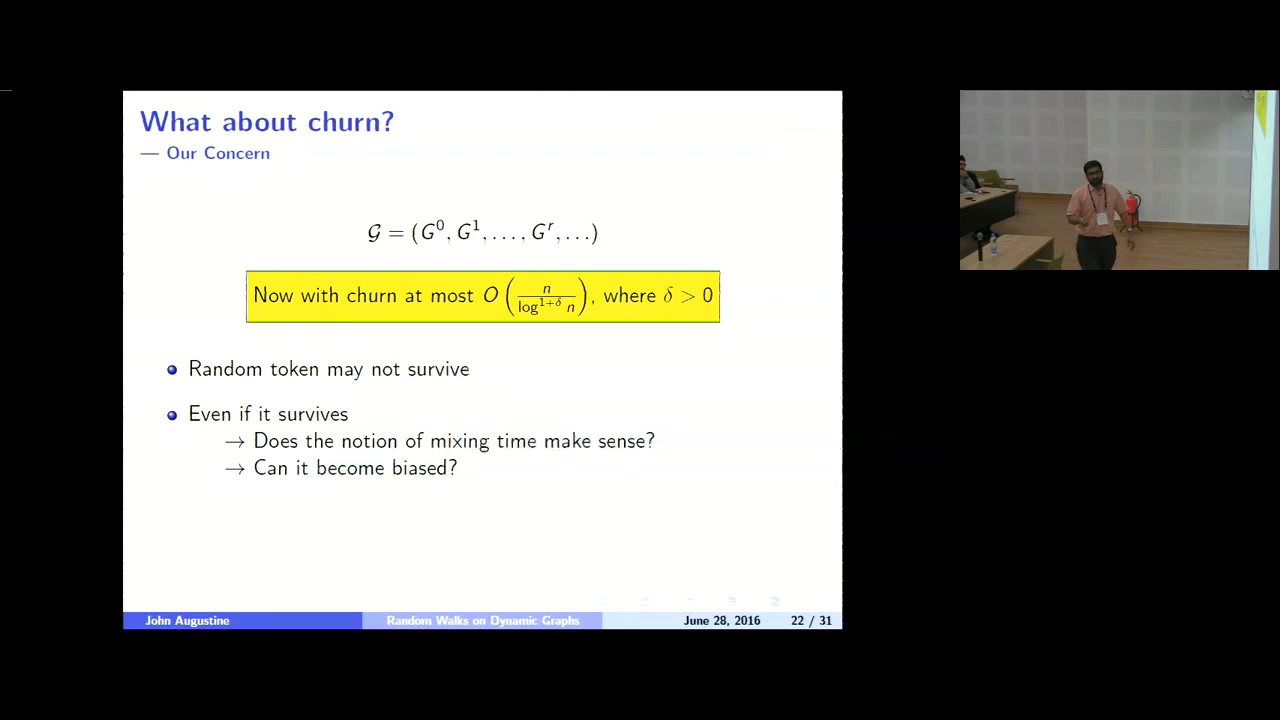 What about churn?
— Our Concern
𝒢 = (G⁰, G¹, . . . , Gʳ, . . .)
Now with churn at most O(n / log^{1+δ} n), where δ > 0
Random token may not survive
Even if it survives
→ Does the notion of mixing time make sense?
→ Can it become biased?
John Augustine Random Walks on Dynamic Graphs June 28, 2016 22 / 31